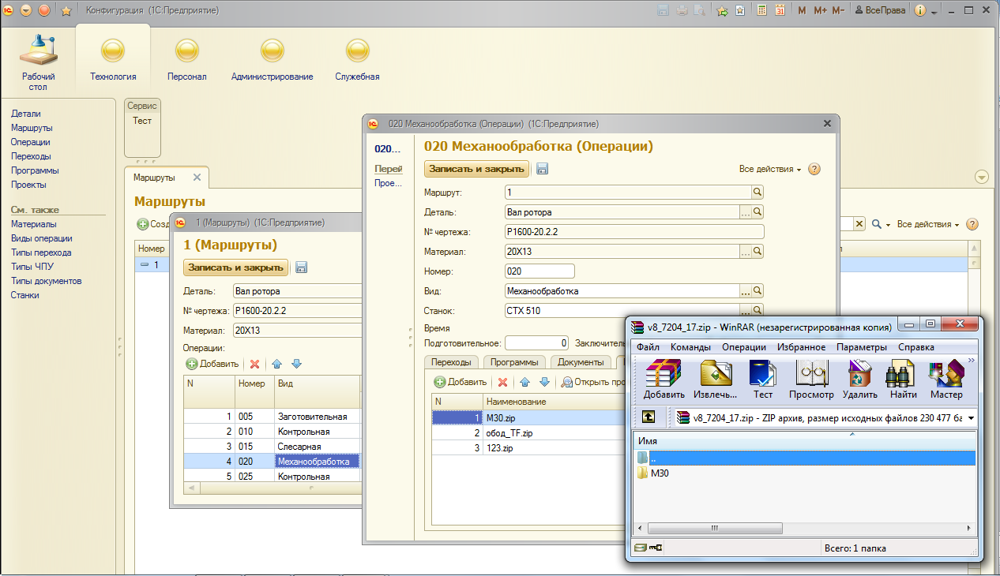 Конфигурация (1С:Предприятие)
M M+ M- ВсеПрава
Рабочий стол
Технология
Персонал
Администрирование
Служебная
Детали
Маршруты
Операции
Переходы
Программы
Проекты
См. также
Материалы
Виды операции
Типы перехода
Типы ЧПУ
Типы документов
Станки
Сервис
Тест
Маршруты
Маршруты
Все действия
Номер
1
1 (Маршруты) (1С:Предприятие)
1 (Маршруты)
Записать и закрыть
Деталь: Вал ротора
№ чертежа: Р1600-20.2.2
Материал: 20Х13
Операции:
Добавить
N Номер Вид
1 005 Заготовительная
2 010 Контрольная
3 015 Слесарная
4 020 Механообработка
5 025 Контрольная
020 Механообработка (Операции) (1С:Предприятие)
020...
Перей
Прое...
020 Механообработка (Операции)
Записать и закрыть
Все действия
Маршрут: 1
Деталь: Вал ротора
№ чертежа: Р1600-20.2.2
Материал: 20Х13
Номер: 020
Вид: Механообработка
Станок: CTX 510
Время
Подготовительное: 0 Заключитель
Переходы Программы Документы
Добавить Открыть про
N Наименование
1 М30.zip
2 обод_TF.zip
3 123.zip
v8_7204_17.zip - WinRAR (незарегистрированная копия)
Файл Команды Операции Избранное Параметры Справка
Добавить Извлечь... Тест Просмотр Удалить Найти Мастер
v8_7204_17.zip - ZIP архив, размер исходных файлов 230 477 ба
Имя
..
М30
Всего: 1 папка